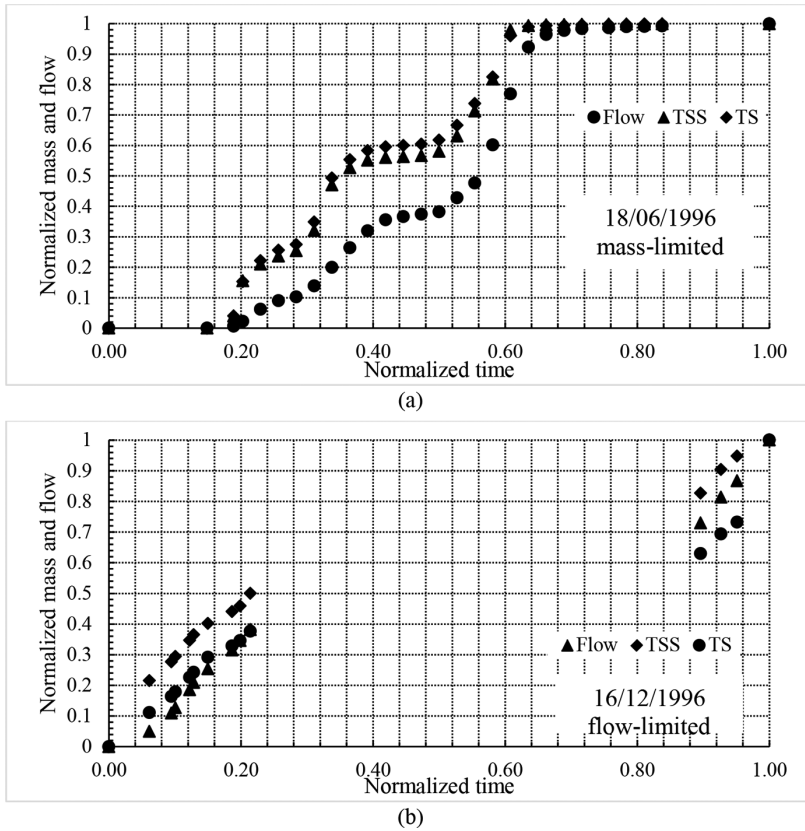 Normalized mass and flow
1
0.9
0.8
0.7
0.6
0.5
0.4
0.3
0.2
0.1
0
Flow TSS TS
18/06/1996
mass-limited
0.00 0.20 0.40 0.60 0.80 1.00
Normalized time
(a)
Normalized mass and flow
1
0.9
0.8
0.7
0.6
0.5
0.4
0.3
0.2
0.1
0
Flow TSS TS
16/12/1996
flow-limited
0.00 0.20 0.40 0.60 0.80 1.00
Normalized time
(b)